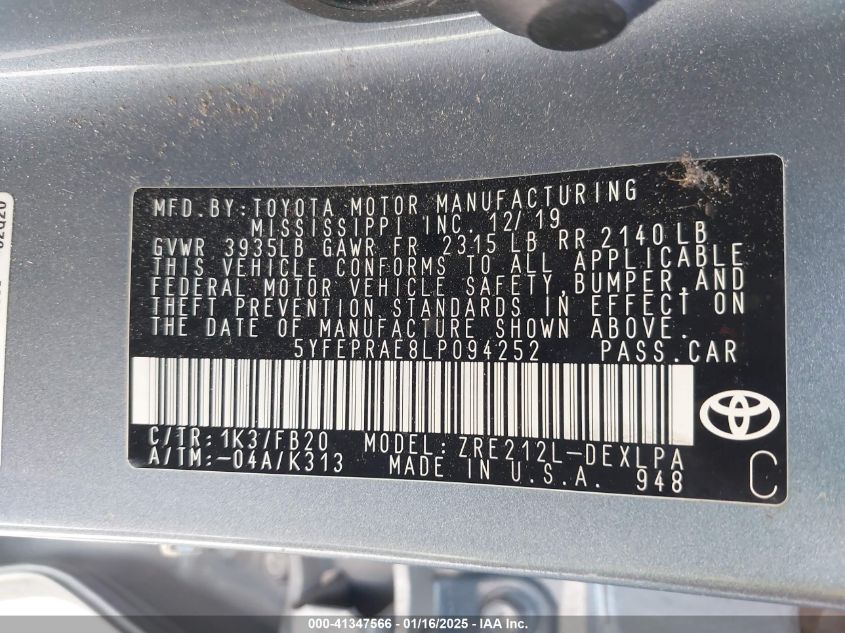 MFD. BY: TOYOTA MOTOR MANUFACTURING
MISSISSIPPI INC. 12/19
GVWR 3935LB GAWR FR 2315 LB RR 2140 LB
THIS VEHICLE CONFORMS TO ALL APPLICABLE
FEDERAL MOTOR VEHICLE SAFETY, BUMPER, AND
THEFT PREVENTION STANDARDS IN EFFECT ON
THE DATE OF MANUFACTURE SHOWN ABOVE.
5YFEPRAE8LP094252 PASS. CAR
C/TR: 1K3/FB20 MODEL: ZRE212L-DEXLPA
A/TM: -04A/K313 MADE IN U.S.A. 948
C
000-41347566 - 01/16/2025 - IAA Inc.